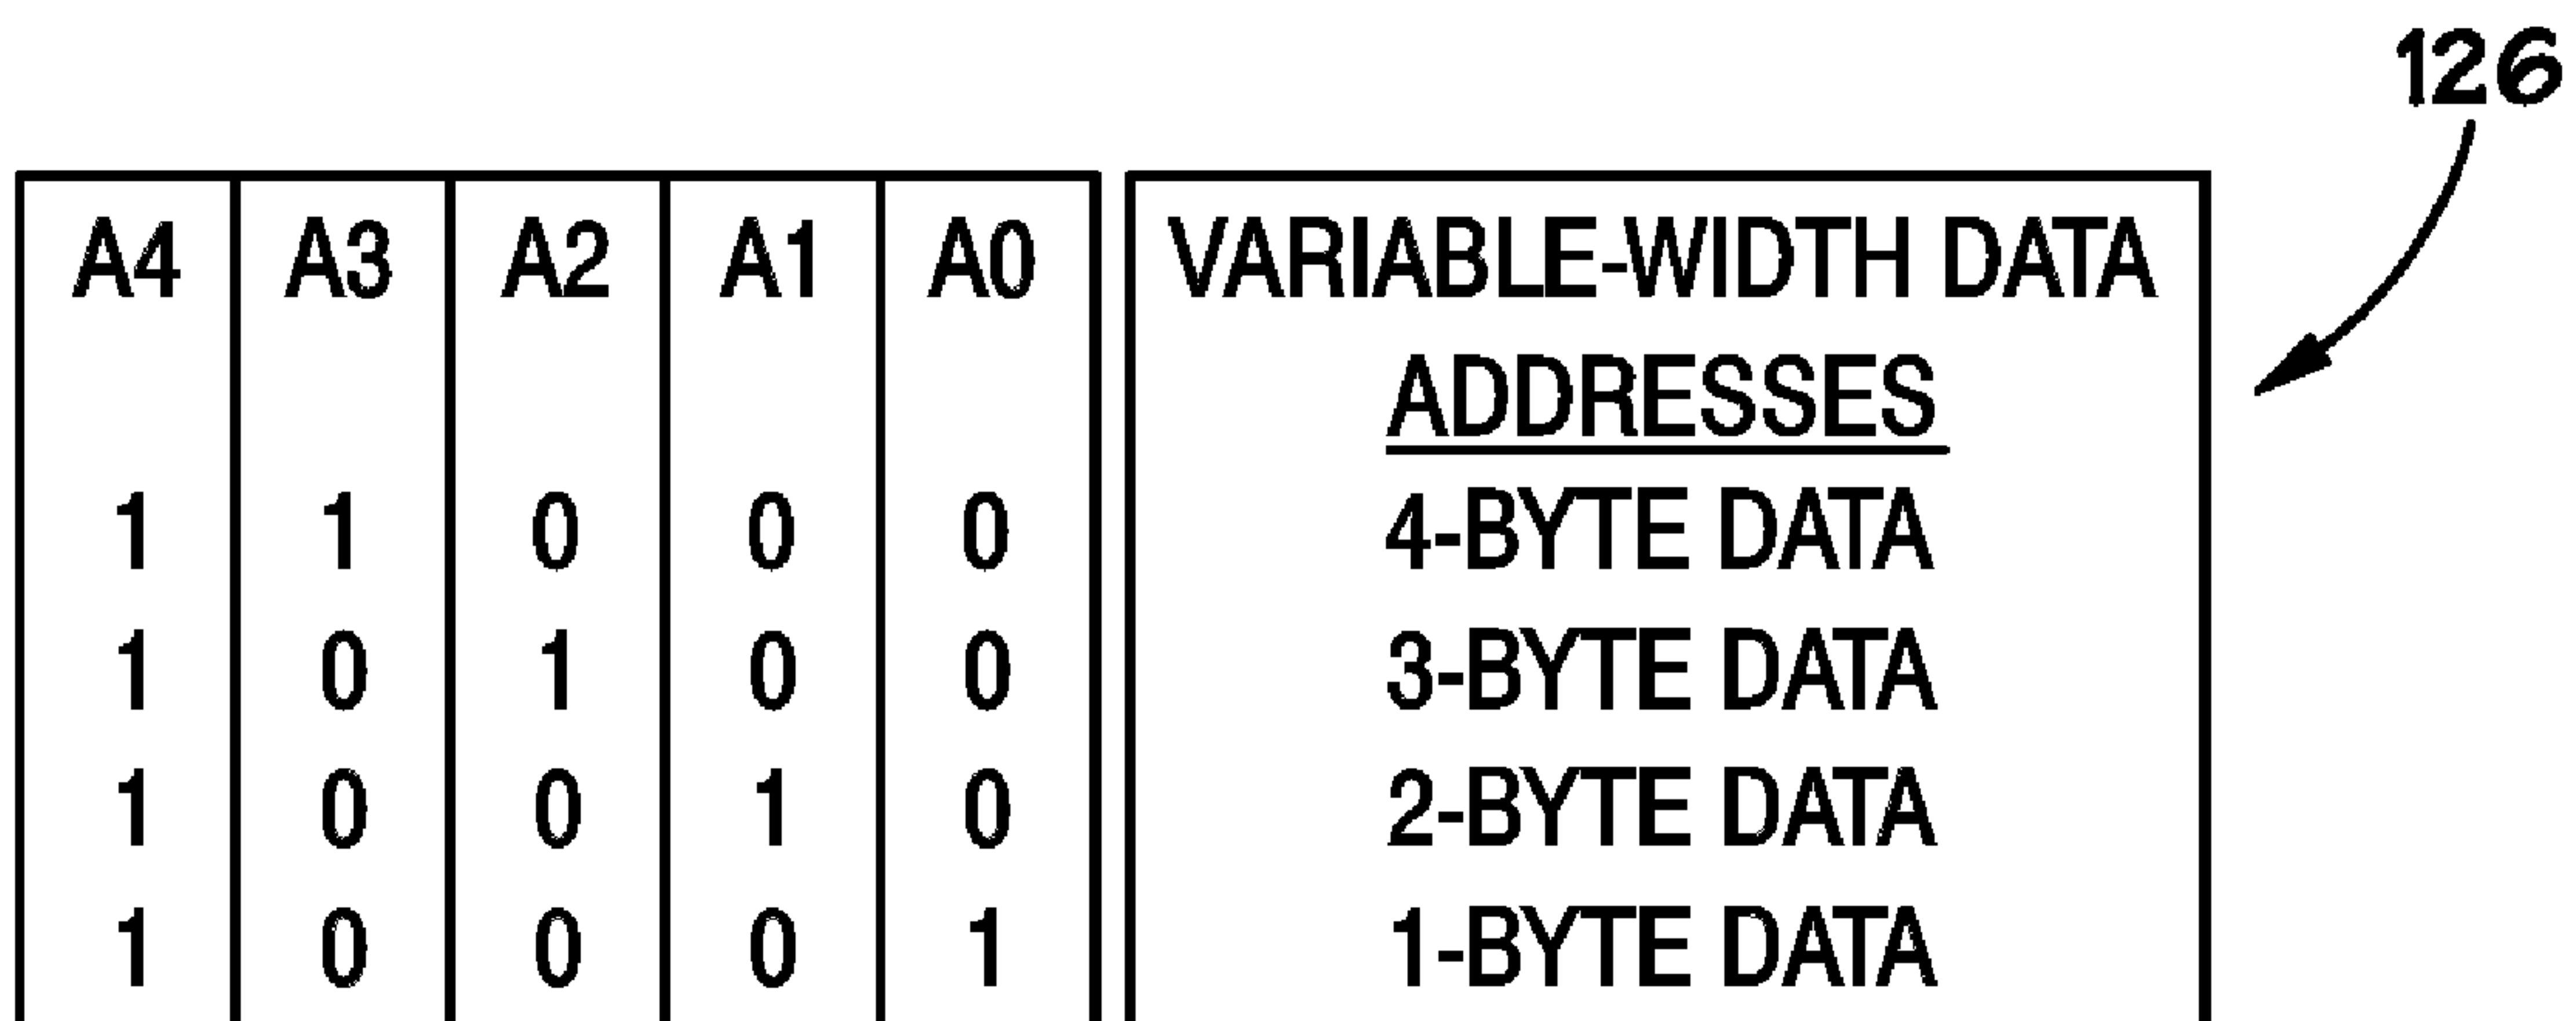 126
A4 A3 A2 A1 A0 VARIABLE-WIDTH DATA
ADDRESSES
1 1 0 0 0 4-BYTE DATA
1 0 1 0 0 3-BYTE DATA
1 0 0 1 0 2-BYTE DATA
1 0 0 0 1 1-BYTE DATA